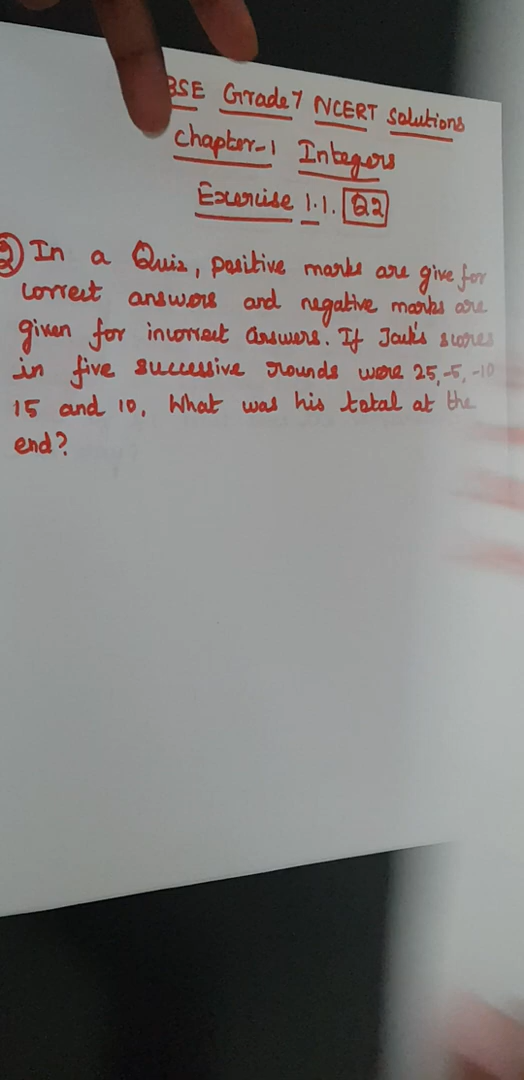 BSE Grade 7 NCERT Solutions
Chapter-1 Integers
Exercise 1.1. Q2
2) In a Quiz, positive marks are give for
correct answers and negative marks are
given for incorrect answers. If Jack's scores
in five successive rounds were 25,-5,-10
15 and 10, What was his total at the
end?